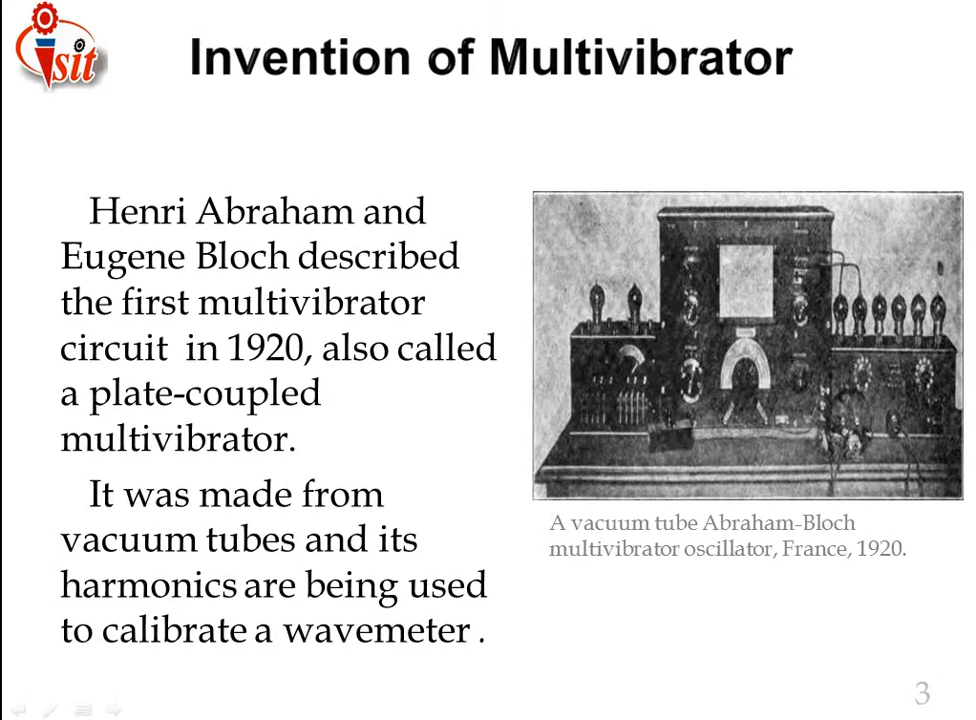 sit
Invention of Multivibrator
Henri Abraham and
Eugene Bloch described
the first multivibrator
circuit in 1920, also called
a plate-coupled
multivibrator.
It was made from
vacuum tubes and its
harmonics are being used
to calibrate a wavemeter .
A vacuum tube Abraham-Bloch
multivibrator oscillator, France, 1920.
3